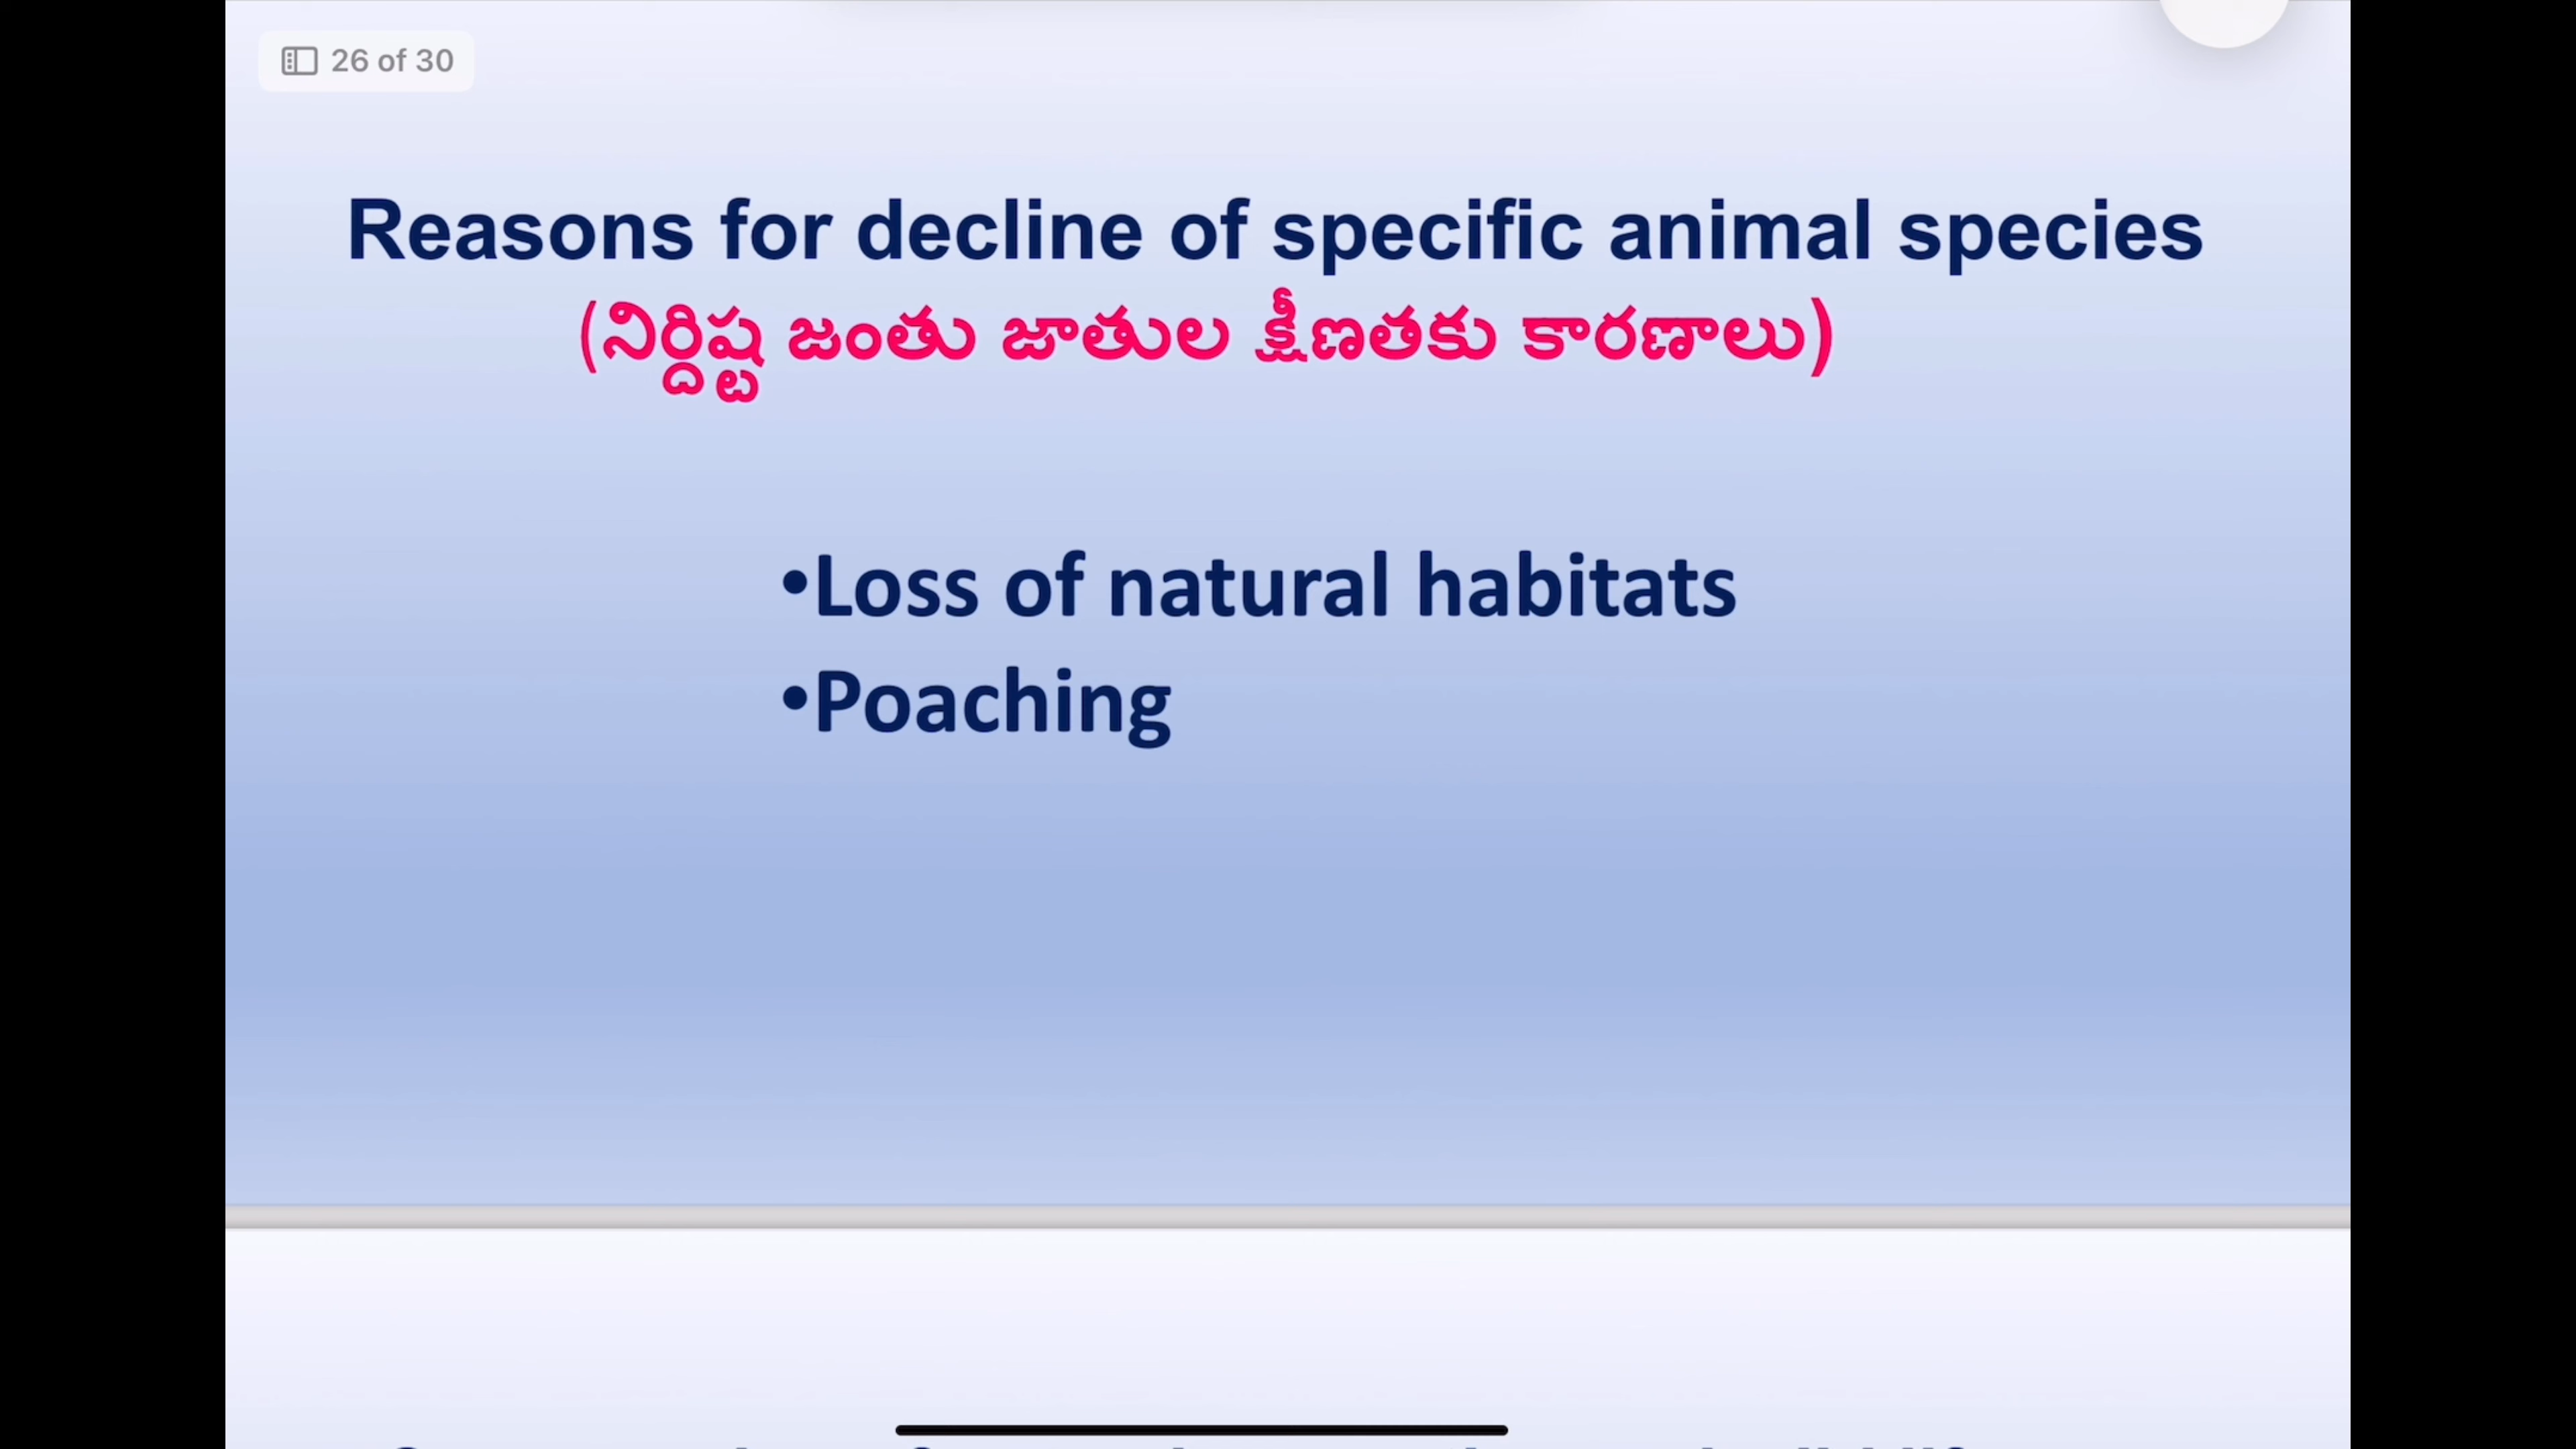 26 of 30
Reasons for decline of specific animal species
(నిర్దిష్ట జంతు జాతుల క్షీణతకు కారణాలు)
•Loss of natural habitats
•Poaching